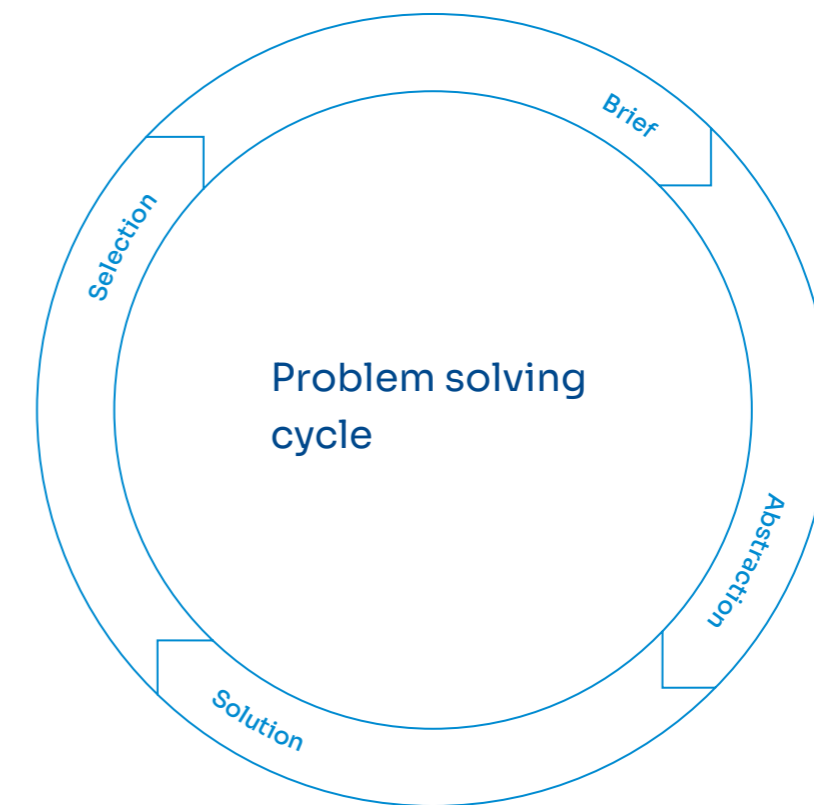 Brief
Selection
Problem solving
cycle
Abstraction
Solution